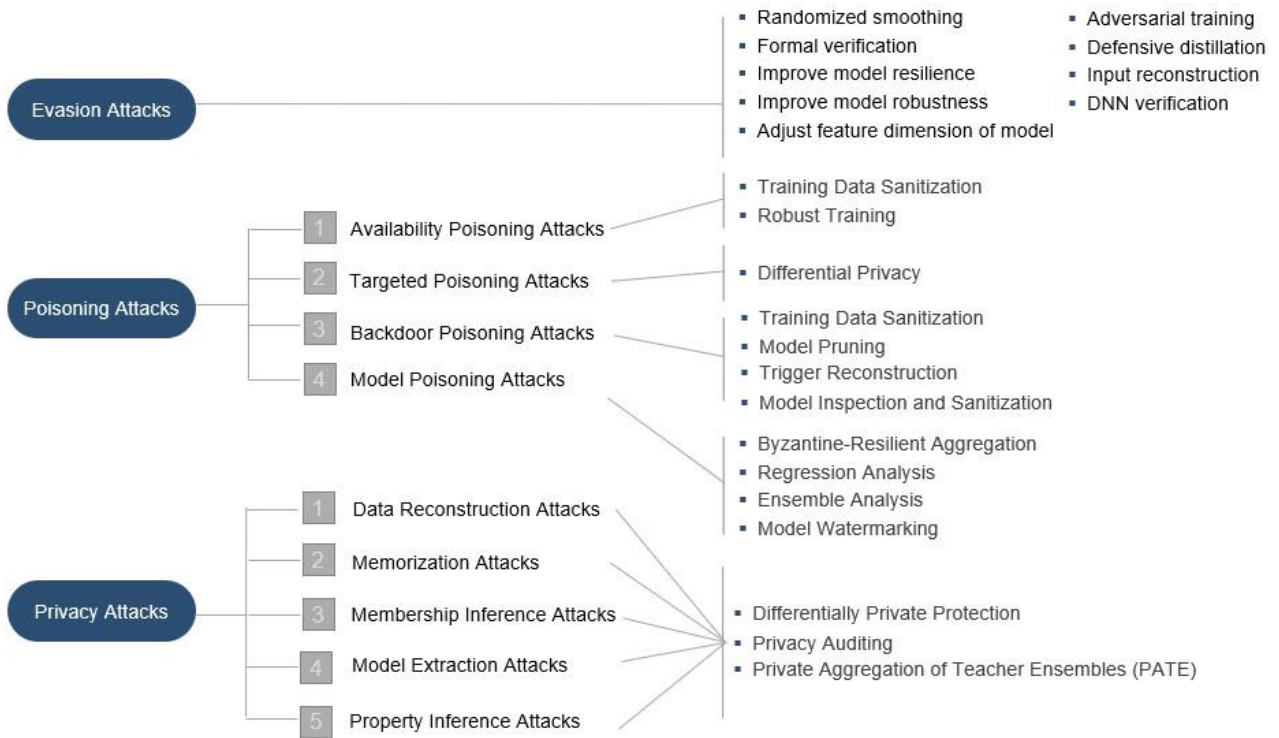 Evasion Attacks
Randomized smoothing
Formal verification
Improve model resilience
Improve model robustness
Adjust feature dimension of model
Adversarial training
Defensive distillation
Input reconstruction
DNN verification
Poisoning Attacks
1 Availability Poisoning Attacks
2 Targeted Poisoning Attacks
3 Backdoor Poisoning Attacks
4 Model Poisoning Attacks
Training Data Sanitization
Robust Training
Differential Privacy
Training Data Sanitization
Model Pruning
Trigger Reconstruction
Model Inspection and Sanitization
Byzantine-Resilient Aggregation
Regression Analysis
Ensemble Analysis
Model Watermarking
Privacy Attacks
1 Data Reconstruction Attacks
2 Memorization Attacks
3 Membership Inference Attacks
4 Model Extraction Attacks
5 Property Inference Attacks
Differentially Private Protection
Privacy Auditing
Private Aggregation of Teacher Ensembles (PATE)